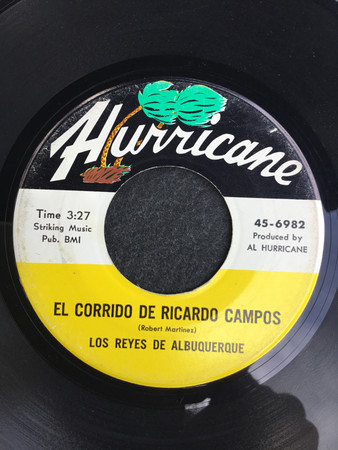 Hurricane
Time 3:27
Striking Music
Pub. BMI
45-6982
Produced by
AL HURRICANE
EL CORRIDO DE RICARDO CAMPOS
(Robert Martinez)
LOS REYES DE ALBUQUERQUE